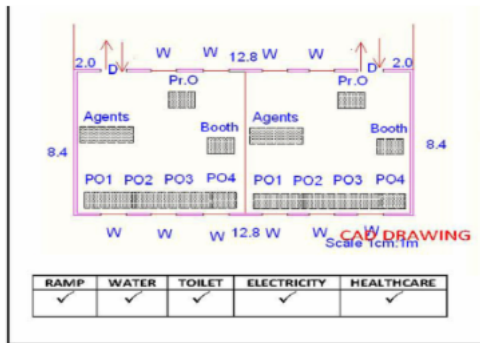 W W 12.8 W W
2.0 D D 2.0
Pr.O Pr.O
Agents Booth Agents Booth
8.4 8.4
PO1 PO2 PO3 PO4 PO1 PO2 PO3 PO4
W W W 12.8 W W CAD DRAWING
Scale 1cm:1m
RAMP WATER TOILET ELECTRICITY HEALTHCARE
✓ ✓ ✓ ✓ ✓